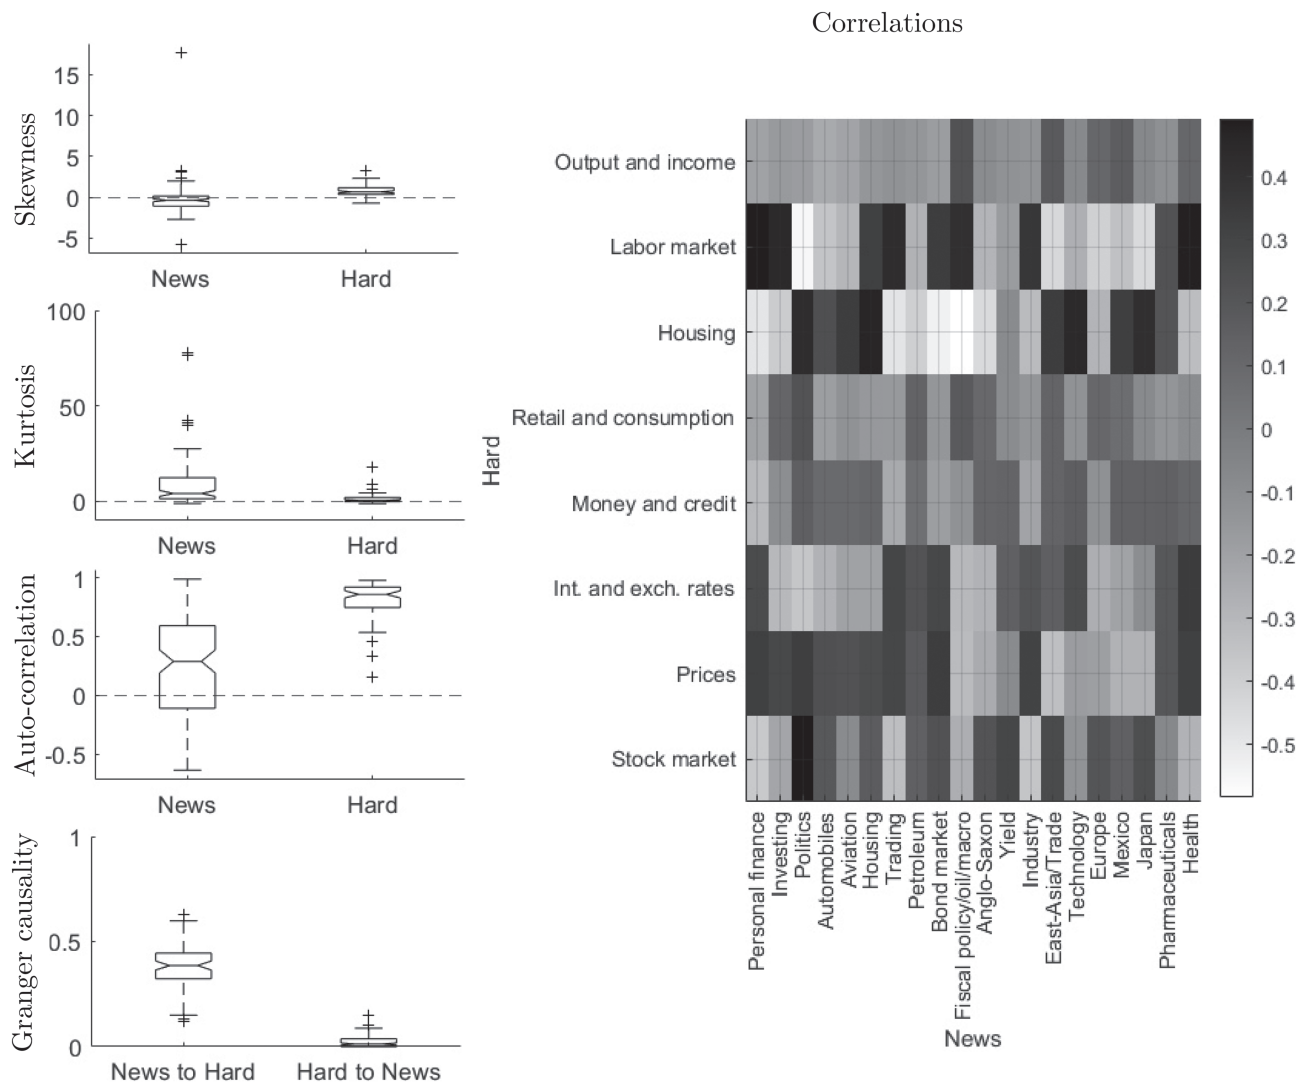 Skewness
15
10
5
0
-5
News
Hard
Kurtosis
100
50
0
News
Hard
Auto-correlation
1
0.5
0
-0.5
News
Hard
Granger causality
1
0.5
0
News to Hard
Hard to News
Correlations
Hard
Output and income
Labor market
Housing
Retail and consumption
Money and credit
Int. and exch. rates
Prices
Stock market
Personal finance
Investing
Politics
Automobiles
Aviation
Housing
Trading
Petroleum
Bond market
Fiscal policy/oil/macro
Anglo-Saxon
Yield
Industry
East-Asia/Trade
Technology
Europe
Mexico
Japan
Pharmaceuticals
Health
News
0.4
0.3
0.2
0.1
0
-0.1
-0.2
-0.3
-0.4
-0.5